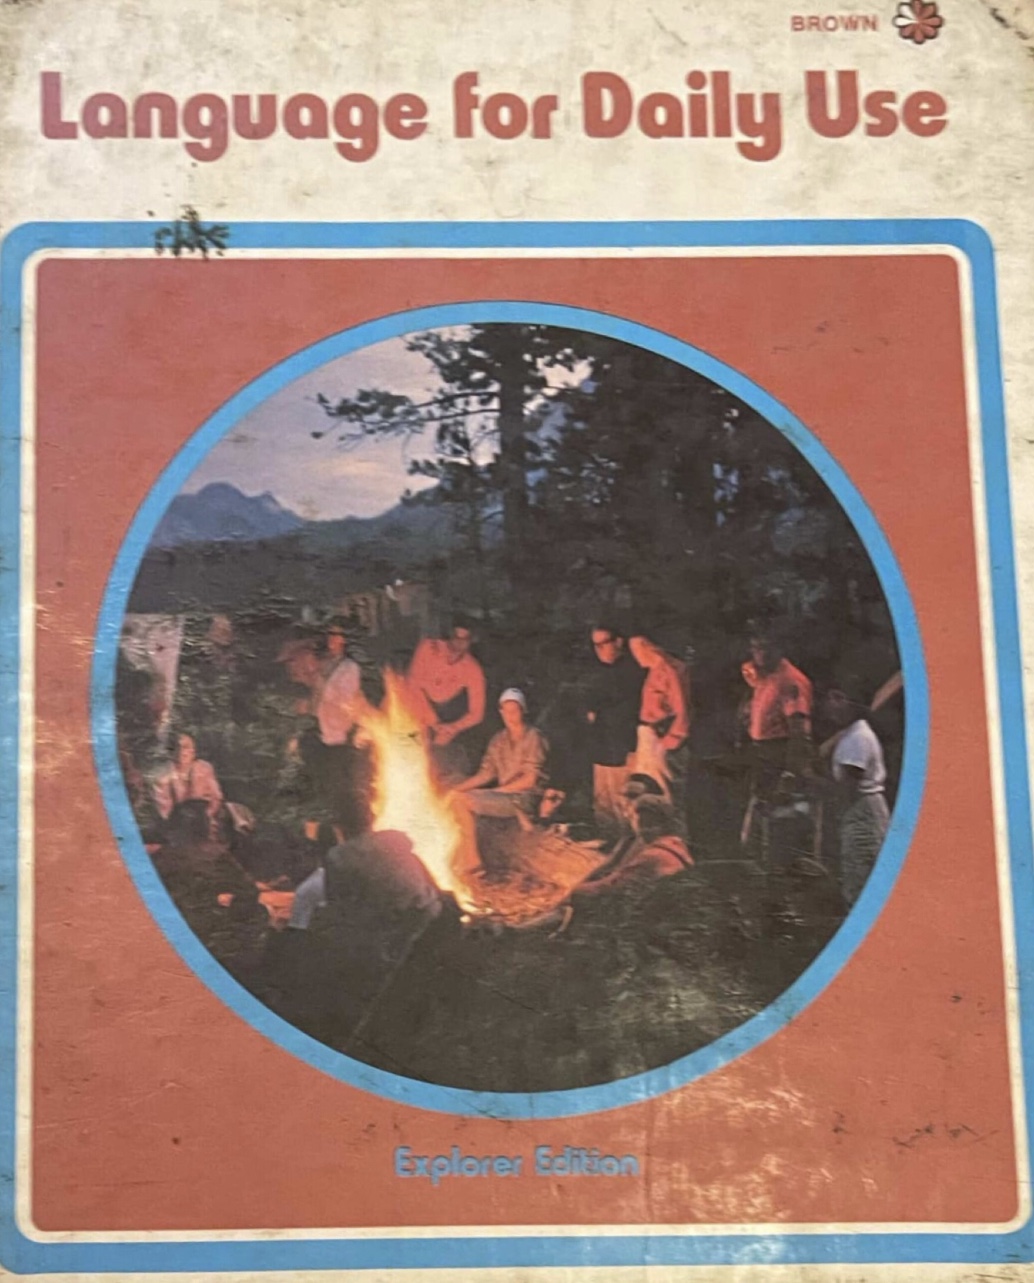 BROWN
Language for Daily Use
Explorer Edition